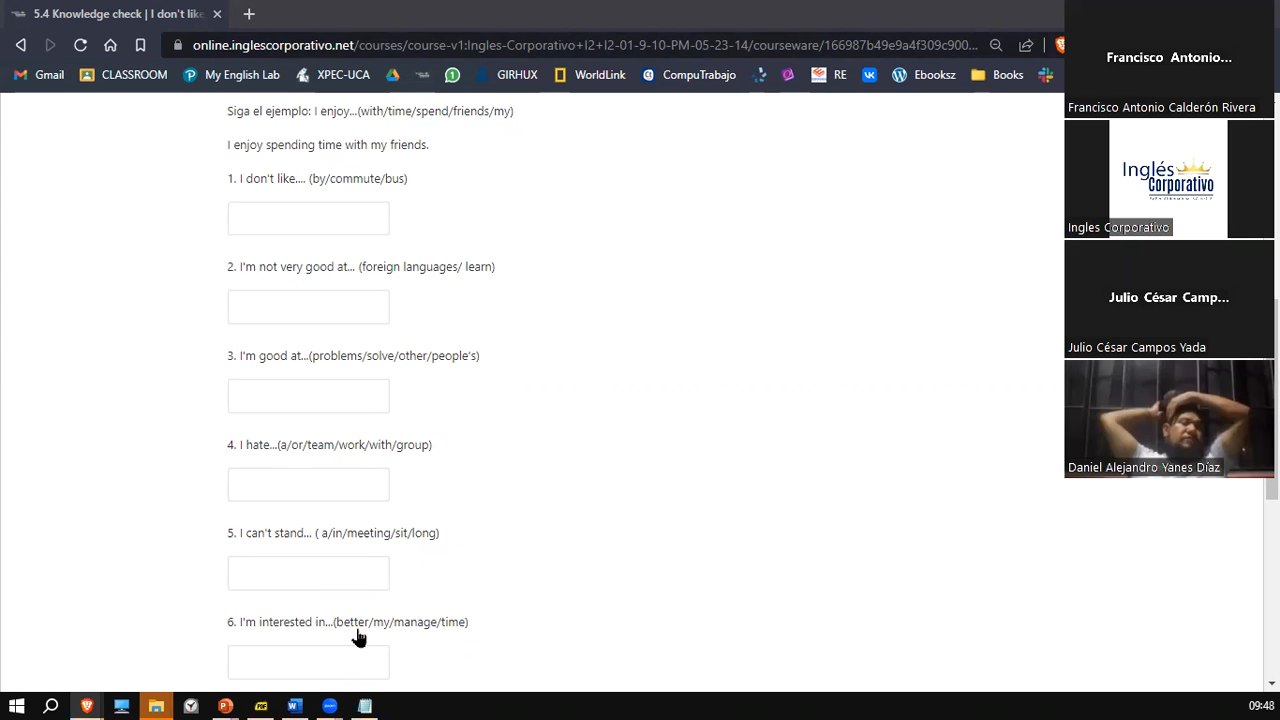 5.4 Knowledge check | I don't like
online.inglescorporativo.net/courses/course-v1:Ingles-Corporativo+I2+I2-01-9-10-PM-05-23-14/courseware/166987b49e9a4f309c900...
Gmail CLASSROOM My English Lab XPEC-UCA GIRHUX WorldLink CompuTrabajo RE Ebooksz Books
Siga el ejemplo: I enjoy...(with/time/spend/friends/my)
I enjoy spending time with my friends.
1. I don't like.... (by/commute/bus)
2. I'm not very good at... (foreign languages/ learn)
3. I'm good at...(problems/solve/other/people's)
4. I hate...(a/or/team/work/with/group)
5. I can't stand... ( a/in/meeting/sit/long)
6. I'm interested in...(better/my/manage/time)
Francisco Antonio...
Francisco Antonio Calderón Rivera
Inglés
Corporativo
Ingles Corporativo
Julio César Camp...
Julio César Campos Yada
Daniel Alejandro Yanes Díaz
09:48